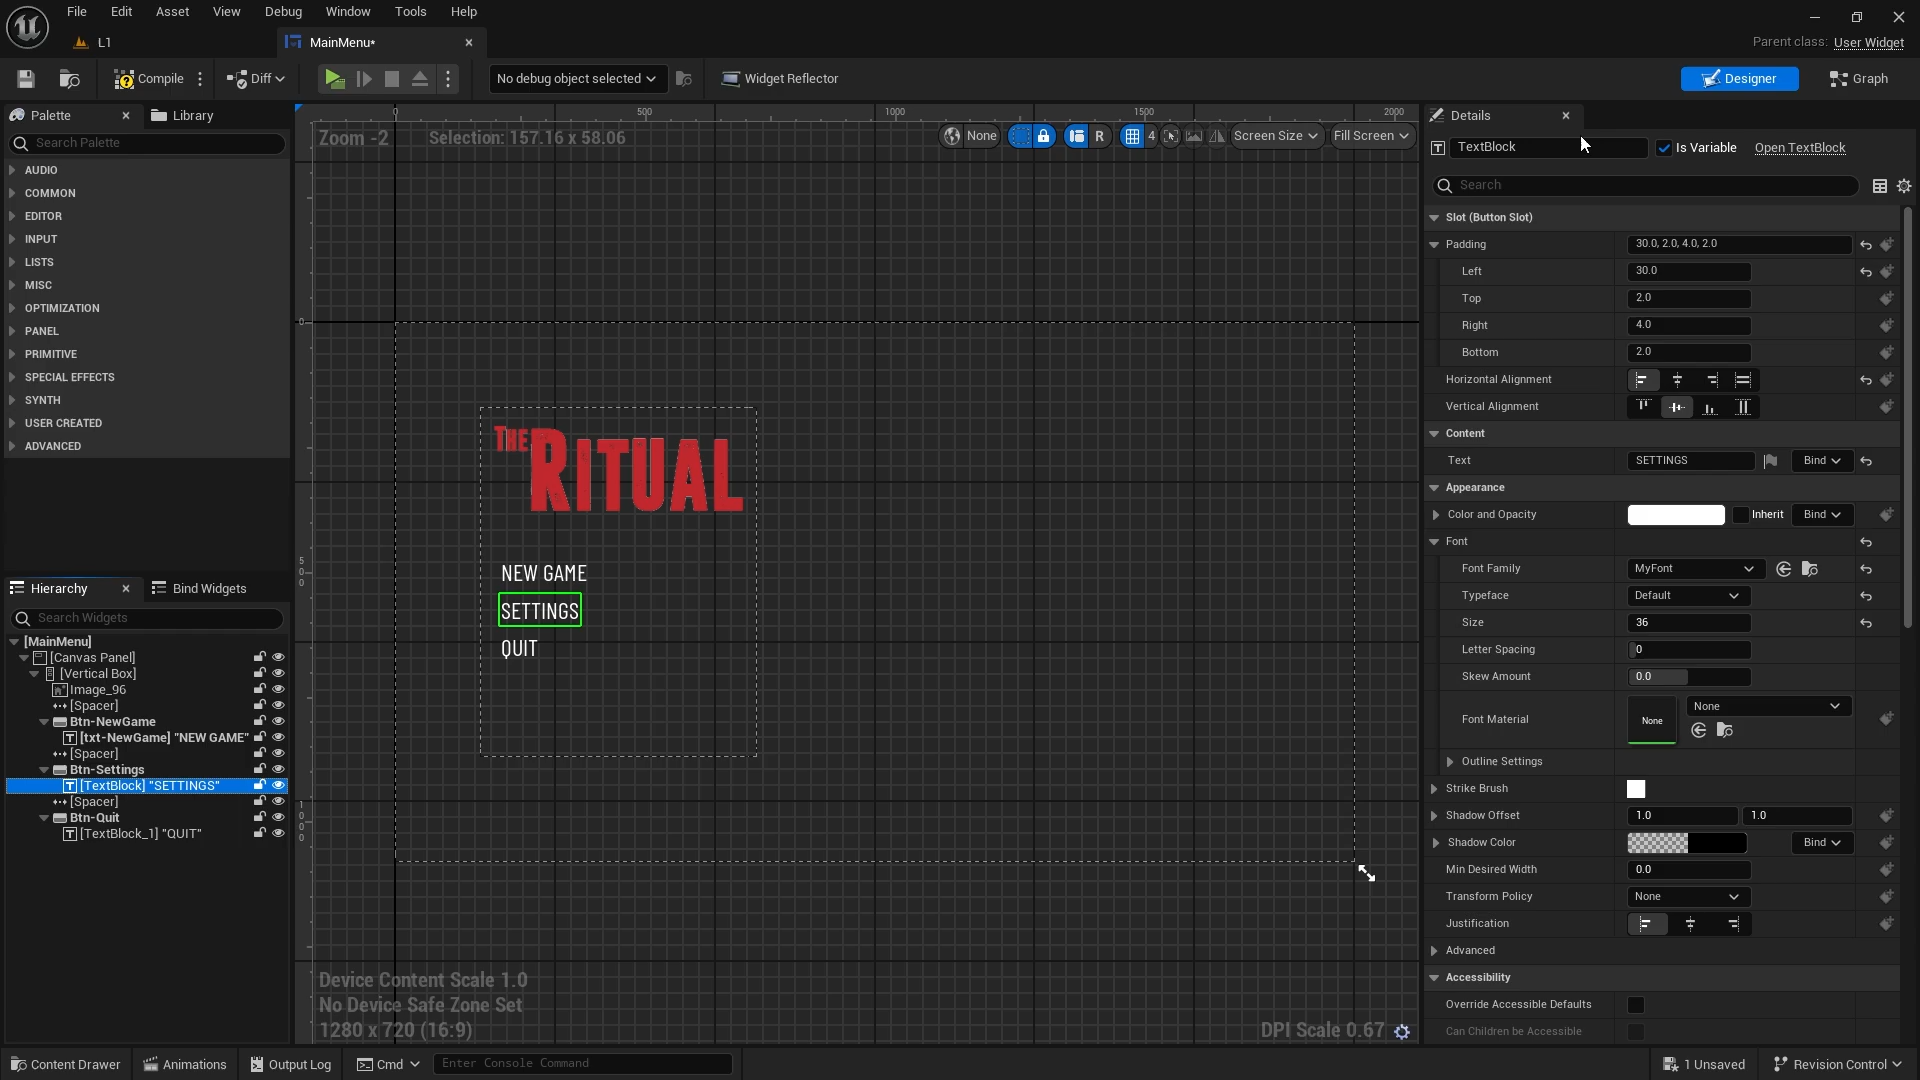 File Edit Asset View Debug Window Tools Help
L1 MainMenu* Parent class: User Widget
Compile Diff No debug object selected Widget Reflector Designer Graph
Palette Library
Search Palette
AUDIO
COMMON
EDITOR
INPUT
LISTS
MISC
OPTIMIZATION
PANEL
PRIMITIVE
SPECIAL EFFECTS
SYNTH
USER CREATED
ADVANCED
Hierarchy Bind Widgets
Search Widgets
[MainMenu]
[Canvas Panel]
[Vertical Box]
Image_96
[Spacer]
Btn-NewGame
[txt-NewGame] "NEW GAME"
[Spacer]
Btn-Settings
[TextBlock] "SETTINGS"
[Spacer]
Btn-Quit
[TextBlock_1] "QUIT"
0 500 1000 1500 2000
Zoom -2 Selection: 157.16 x 58.06 None R 4 Screen Size Fill Screen
0
500
1000
THE RITUAL
NEW GAME
SETTINGS
QUIT
Device Content Scale 1.0
No Device Safe Zone Set
1280 x 720 (16:9) DPI Scale 0.67
Details
TextBlock Is Variable Open TextBlock
Search
Slot (Button Slot)
Padding 30.0, 2.0, 4.0, 2.0
Left 30.0
Top 2.0
Right 4.0
Bottom 2.0
Horizontal Alignment
Vertical Alignment
Content
Text SETTINGS Bind
Appearance
Color and Opacity Inherit Bind
Font
Font Family MyFont
Typeface Default
Size 36
Letter Spacing 0
Skew Amount 0.0
Font Material None None
Outline Settings
Strike Brush
Shadow Offset 1.0 1.0
Shadow Color Bind
Min Desired Width 0.0
Transform Policy None
Justification
Advanced
Accessibility
Override Accessible Defaults
Can Children be Accessible
Content Drawer Animations Output Log Cmd Enter Console Command 1 Unsaved Revision Control